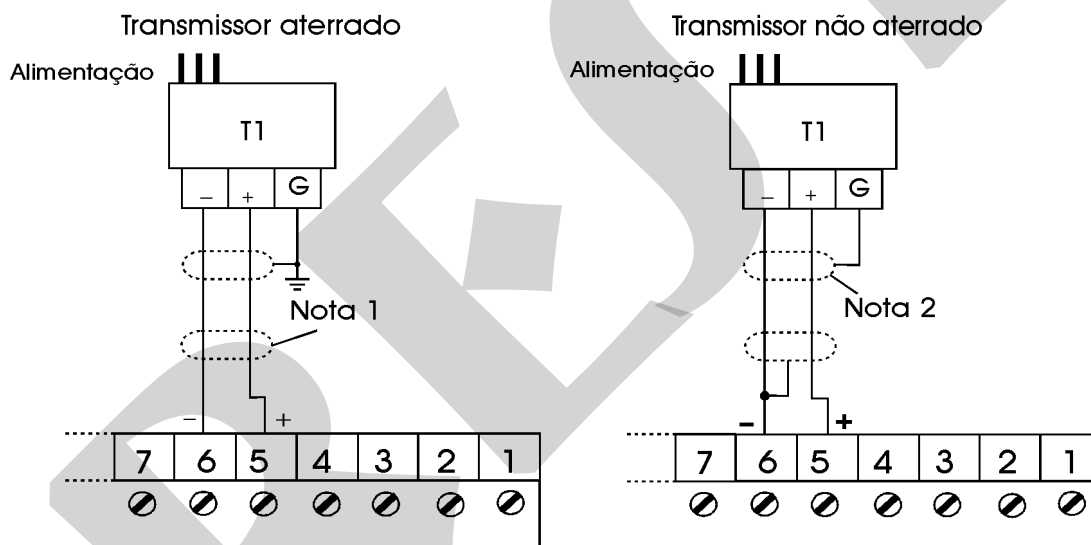 Transmissor aterrado
Alimentação
T1
– + G
Nota 1
– +
7 6 5 4 3 2 1
Transmissor não aterrado
Alimentação
T1
– + G
Nota 2
- +
7 6 5 4 3 2 1